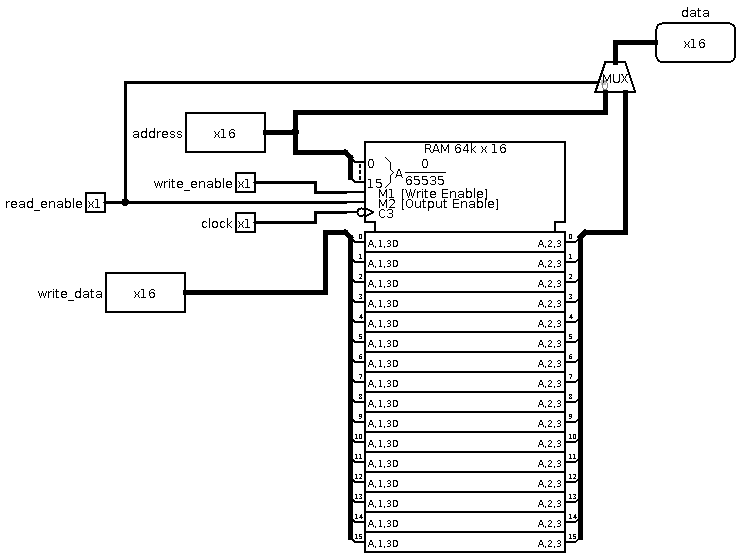 data
x16
MUX
0
address
x16
RAM 64k x 16
0
15
A
0
65535
write_enable
x1
M1 [Write Enable]
read_enable
x1
M2 [Output Enable]
clock
x1
C3
write_data
x16
0 A,1,3D A,2,3 0
1 A,1,3D A,2,3 1
2 A,1,3D A,2,3 2
3 A,1,3D A,2,3 3
4 A,1,3D A,2,3 4
5 A,1,3D A,2,3 5
6 A,1,3D A,2,3 6
7 A,1,3D A,2,3 7
8 A,1,3D A,2,3 8
9 A,1,3D A,2,3 9
10 A,1,3D A,2,3 10
11 A,1,3D A,2,3 11
12 A,1,3D A,2,3 12
13 A,1,3D A,2,3 13
14 A,1,3D A,2,3 14
15 A,1,3D A,2,3 15